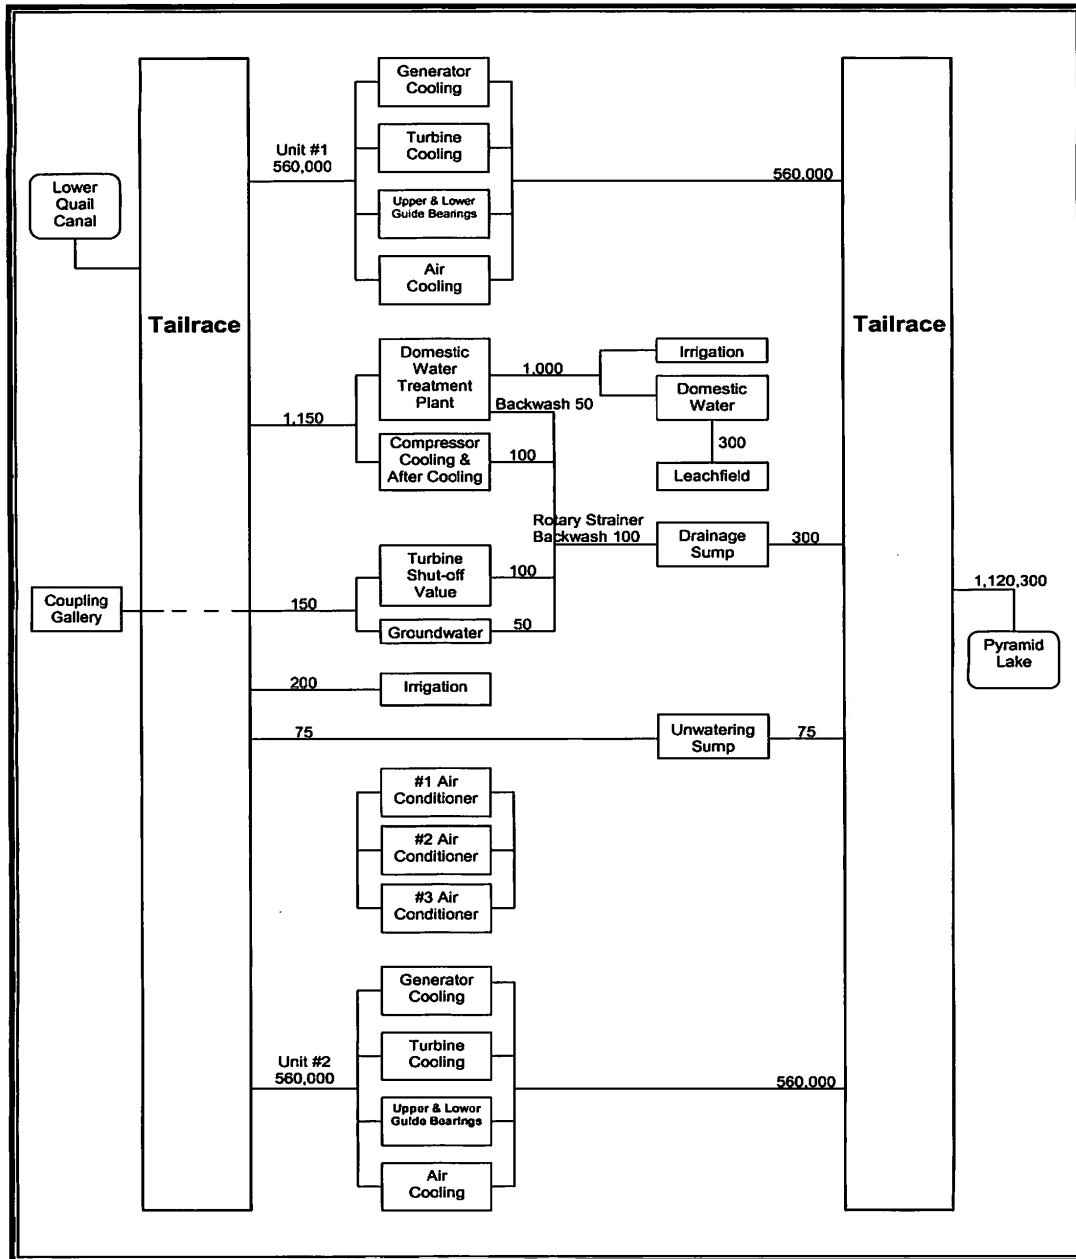 Generator
Cooling
Unit #1
560,000
Turbine
Cooling
560,000
Lower
Quail
Canal
Upper & Lower
Guide Bearings
Air
Cooling
Tailrace
Tailrace
Domestic
Water
Treatment
Plant
1,000
Irrigation
Domestic
Water
Backwash 50
1,150
Compressor
Cooling &
After Cooling
100
300
Leachfield
Rotary Strainer
Backwash 100
Drainage
Sump
300
Turbine
Shut-off
Value
100
Coupling
Gallery
150
Groundwater
50
1,120,300
Pyramid
Lake
200
Irrigation
75
Unwatering
Sump
75
#1 Air
Conditioner
#2 Air
Conditioner
#3 Air
Conditioner
Generator
Cooling
Turbine
Cooling
Unit #2
560,000
560,000
Upper & Lower
Guide Bearings
Air
Cooling